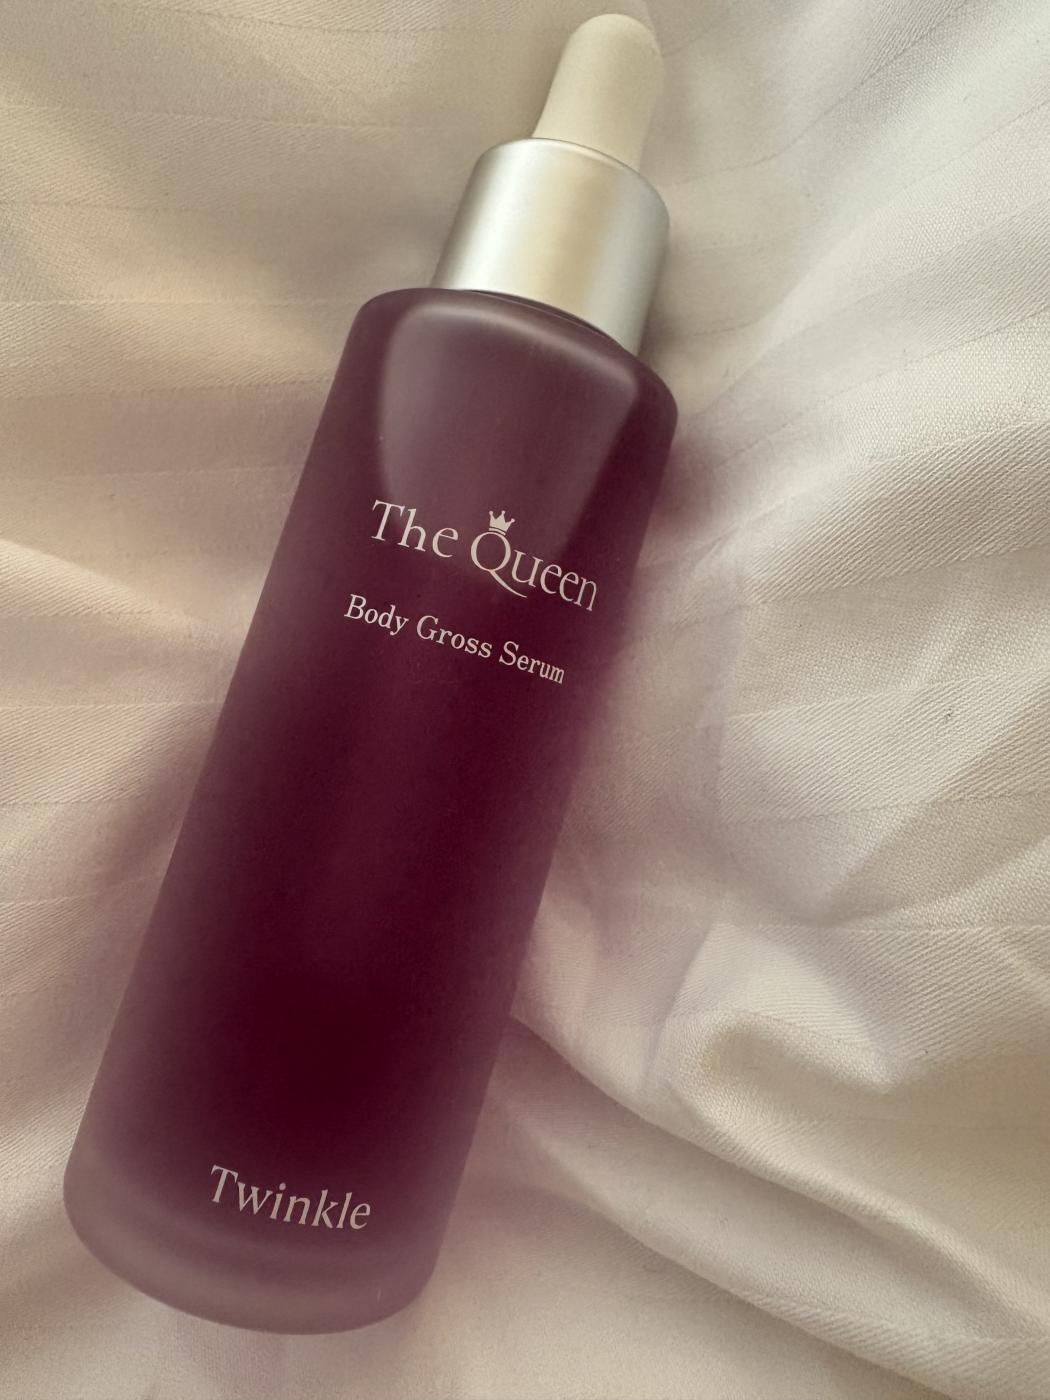 The Queen
Body Gross Serum
Twinkle